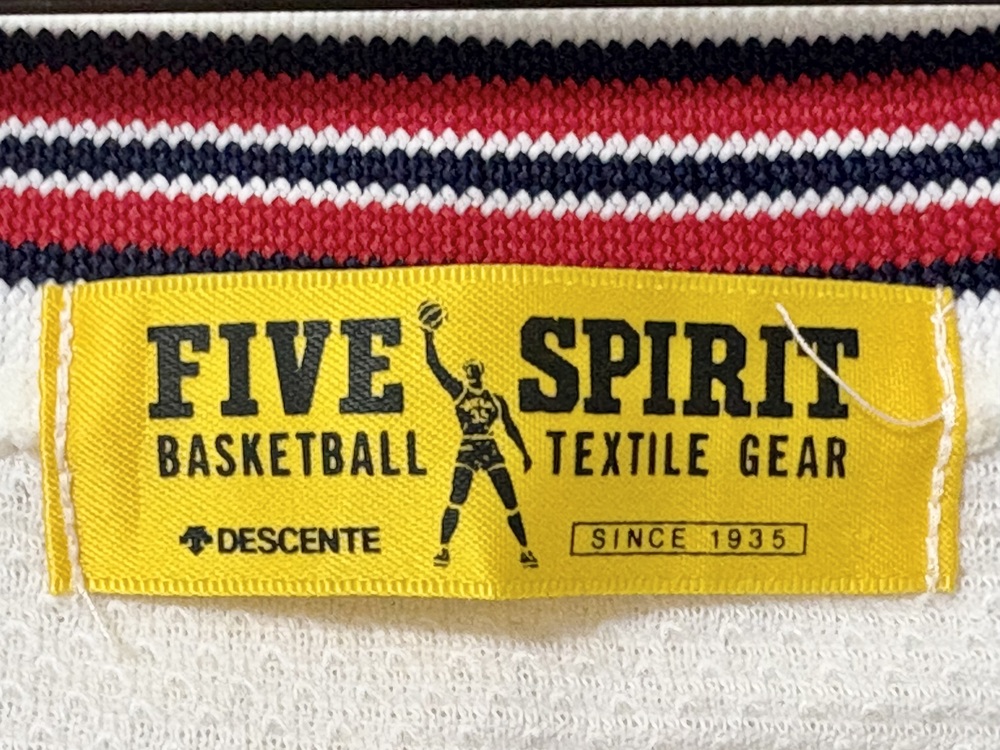 FIVE SPIRIT
BASKETBALL TEXTILE GEAR
DESCENTE SINCE 1935